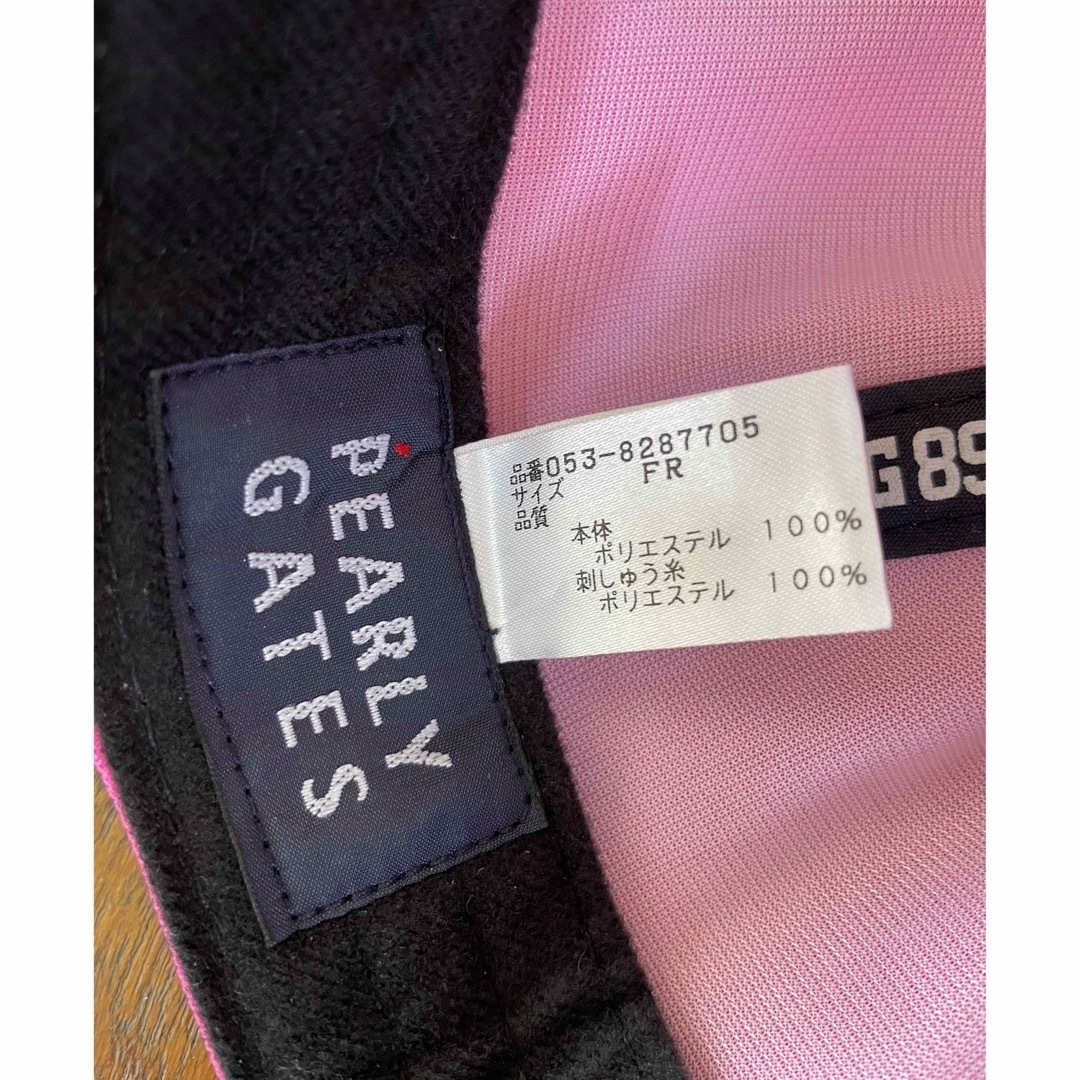 PEARLY
GATES
品番053-8287705
サイズ FR
品質
本体
ポリエステル 100%
刺しゅう糸
ポリエステル 100%
G89